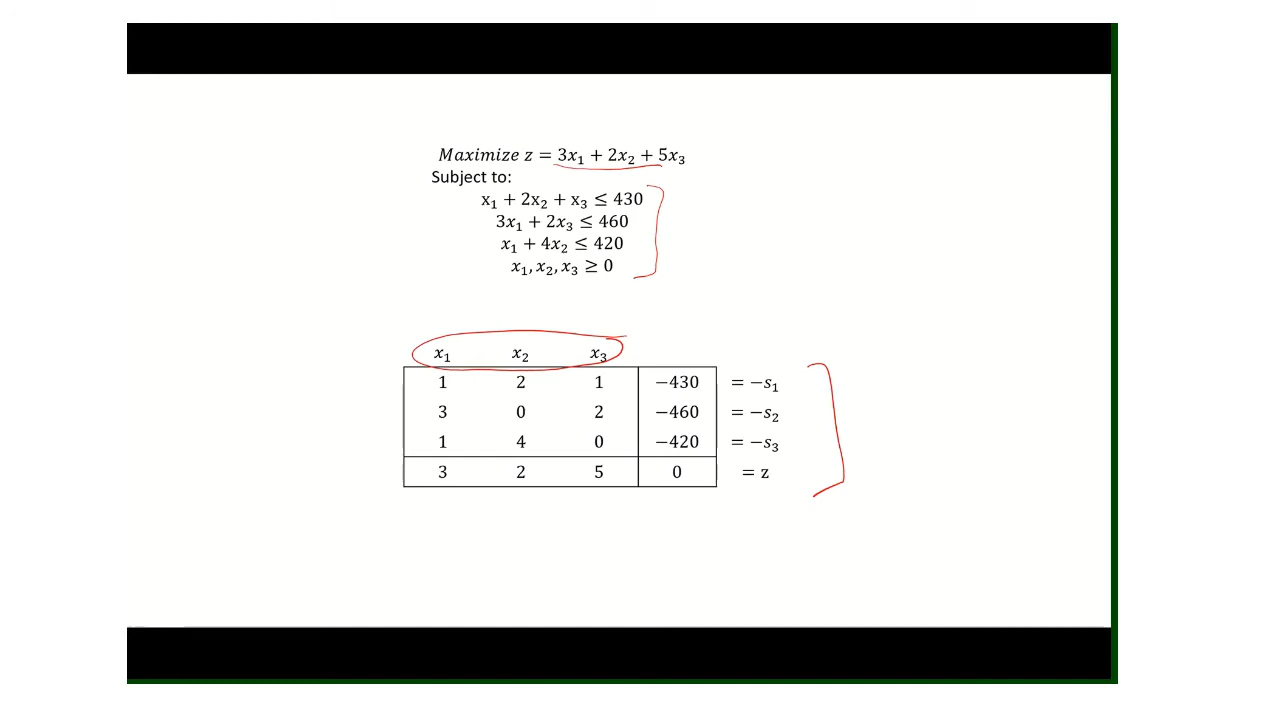 Maximize z = 3x₁ + 2x₂ + 5x₃
Subject to:
x₁ + 2x₂ + x₃ ≤ 430
3x₁ + 2x₃ ≤ 460
x₁ + 4x₂ ≤ 420
x₁, x₂, x₃ ≥ 0
x₁ x₂ x₃
1 2 1 −430 = −s₁
3 0 2 −460 = −s₂
1 4 0 −420 = −s₃
3 2 5 0 = z